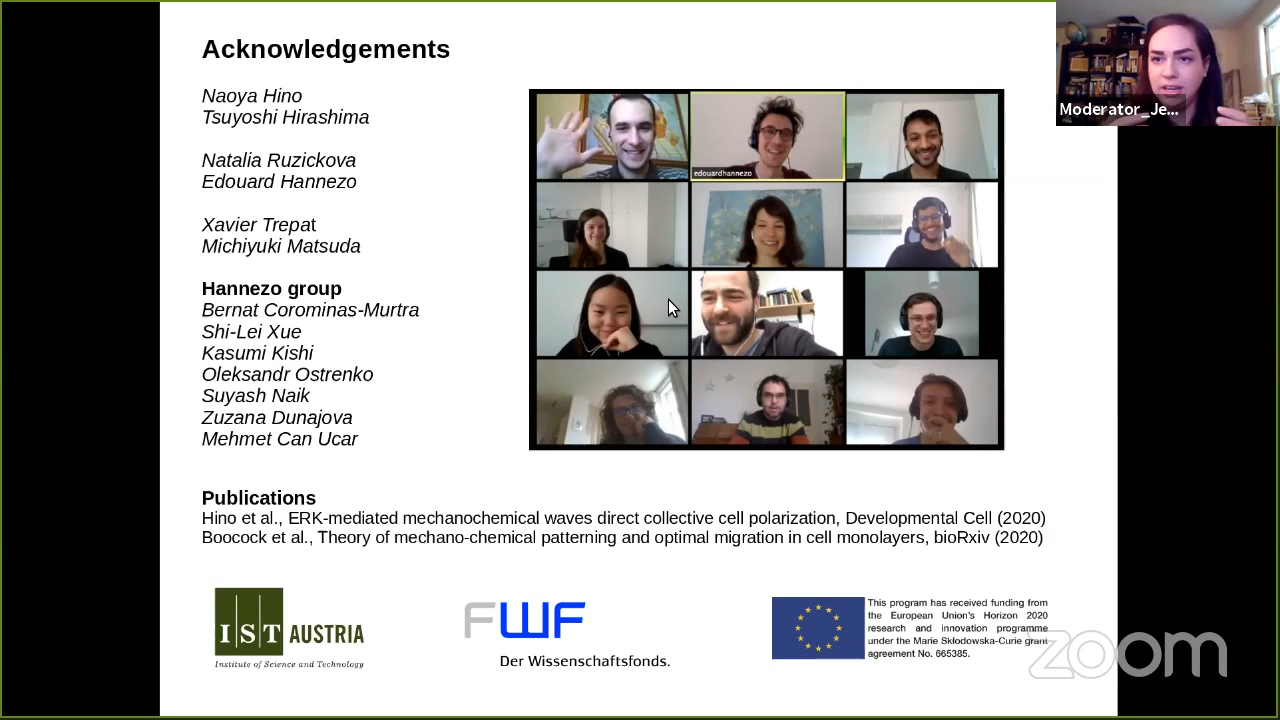 Acknowledgements
Naoya Hino
Tsuyoshi Hirashima
Natalia Ruzickova
Edouard Hannezo
Xavier Trepat
Michiyuki Matsuda
Hannezo group
Bernat Corominas-Murtra
Shi-Lei Xue
Kasumi Kishi
Oleksandr Ostrenko
Suyash Naik
Zuzana Dunajova
Mehmet Can Ucar
edouardhannezo
Moderator_Je...
Publications
Hino et al., ERK-mediated mechanochemical waves direct collective cell polarization, Developmental Cell (2020)
Boocock et al., Theory of mechano-chemical patterning and optimal migration in cell monolayers, bioRxiv (2020)
IST AUSTRIA
Institute of Science and Technology
FWF
Der Wissenschaftsfonds.
This program has received funding from
the European Union's Horizon 2020
research and innovation programme
under the Marie Skłodowska-Curie grant
agreement No. 665385.
zoom